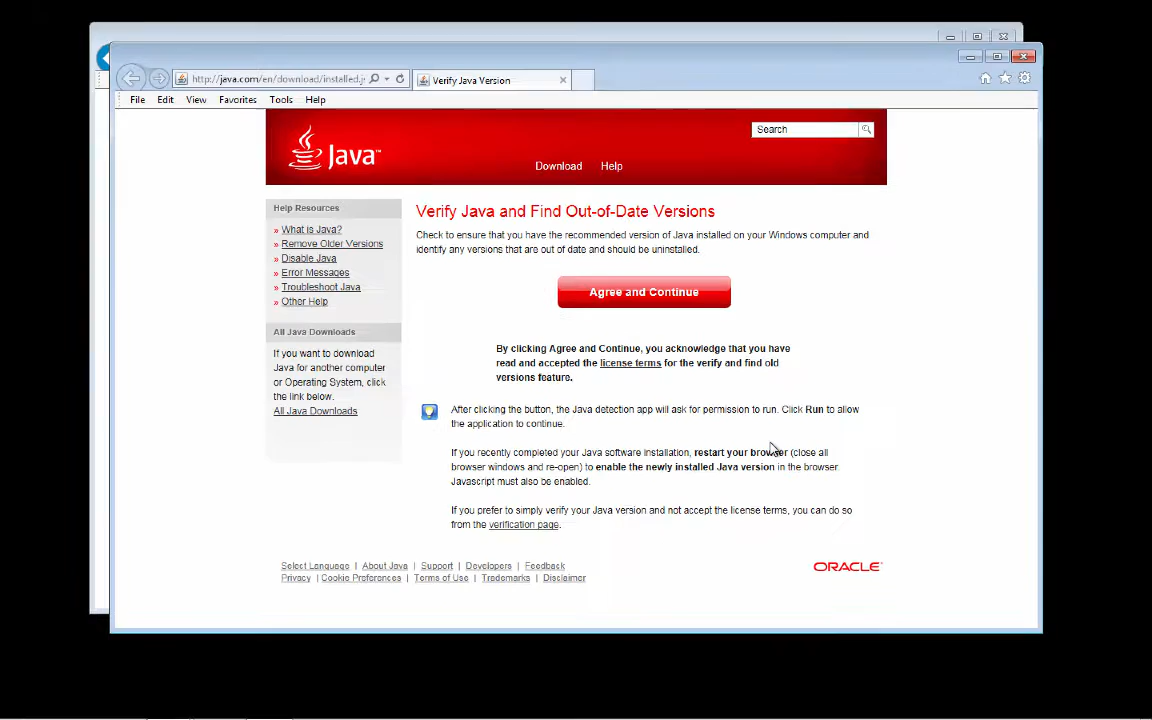 http://java.com/en/download/installed.j
Verify Java Version
File Edit View Favorites Tools Help
Java™
Search
Download Help
Help Resources
» What is Java?
» Remove Older Versions
» Disable Java
» Error Messages
» Troubleshoot Java
» Other Help
All Java Downloads
If you want to download
Java for another computer
or Operating System, click
the link below.
All Java Downloads
Verify Java and Find Out-of-Date Versions
Check to ensure that you have the recommended version of Java installed on your Windows computer and
identify any versions that are out of date and should be uninstalled.
Agree and Continue
By clicking Agree and Continue, you acknowledge that you have
read and accepted the license terms for the verify and find old
versions feature.
After clicking the button, the Java detection app will ask for permission to run. Click Run to allow
the application to continue.
If you recently completed your Java software installation, restart your browser (close all
browser windows and re-open) to enable the newly installed Java version in the browser.
Javascript must also be enabled.
If you prefer to simply verify your Java version and not accept the license terms, you can do so
from the verification page.
Select Language | About Java | Support | Developers | Feedback
Privacy | Cookie Preferences | Terms of Use | Trademarks | Disclaimer
ORACLE